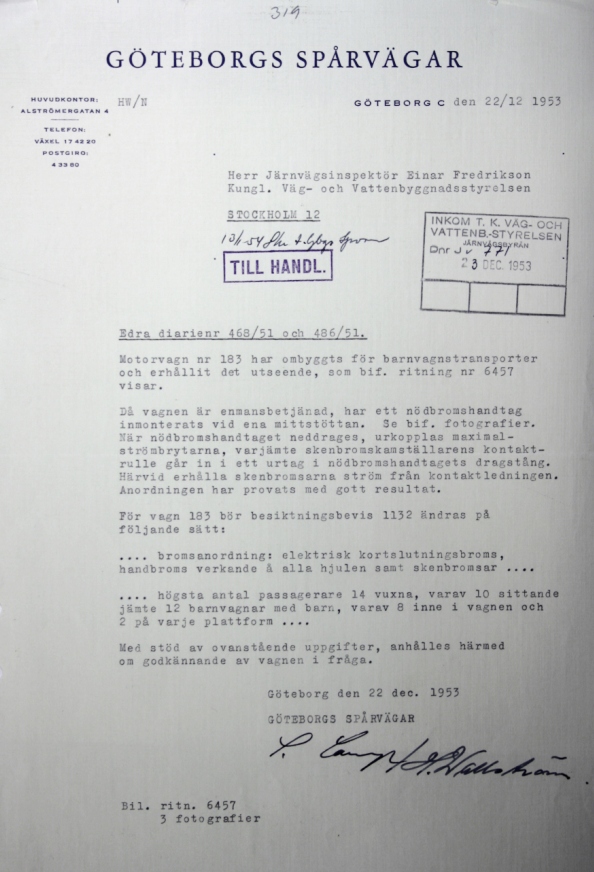 319
GÖTEBORGS SPÅRVÄGAR
HUVUDKONTOR:
ALSTRÖMERGATAN 4
TELEFON:
VÄXEL 17 42 20
POSTGIRO:
4 33 50
HW/N
GÖTEBORG C den 22/12 1953
Herr Järnvägsinspektör Einar Fredrikson
Kungl. Väg- och Vattenbyggnadsstyrelsen
STOCKHOLM 12
TILL HANDL.
INKOM T. K. VÄG- OCH
VATTENB.-STYRELSEN
JÄRNVÄGSBYRÅN
Dnr Jv 771
23 DEC. 1953
Edra diarienr 468/51 och 486/51.
Motorvagn nr 183 har ombyggts för barnvagnstransporter
och erhållit det utseende, som bif. ritning nr 6457
visar.
Då vagnen är enmansbetjänad, har ett nödbromshandtag
inmonterats vid ena mittstöttan. Se bif. fotografier.
När nödbromshandtaget neddrages, urkopplas maximal-
strömbrytarna, varjämte skenbromskamställarens kontakt-
rulle går in i ett urtag i nödbromshandtagets dragstång.
Härvid erhålla skenbromsarna ström från kontaktledningen.
Anordningen har provats med gott resultat.
För vagn 183 bör besiktningsbevis 1132 ändras på
följande sätt:
.... bromsanordning: elektrisk kortslutningsbroms,
handbroms verkande å alla hjulen samt skenbromsar ....
.... högsta antal passagerare 14 vuxna, varav 10 sittande
jämte 12 barnvagnar med barn, varav 8 inne i vagnen och
2 på varje plattform ....
Med stöd av ovanstående uppgifter, anhålles härmed
om godkännande av vagnen i fråga.
Göteborg den 22 dec. 1953
GÖTEBORGS SPÅRVÄGAR
Bil. ritn. 6457
3 fotografier